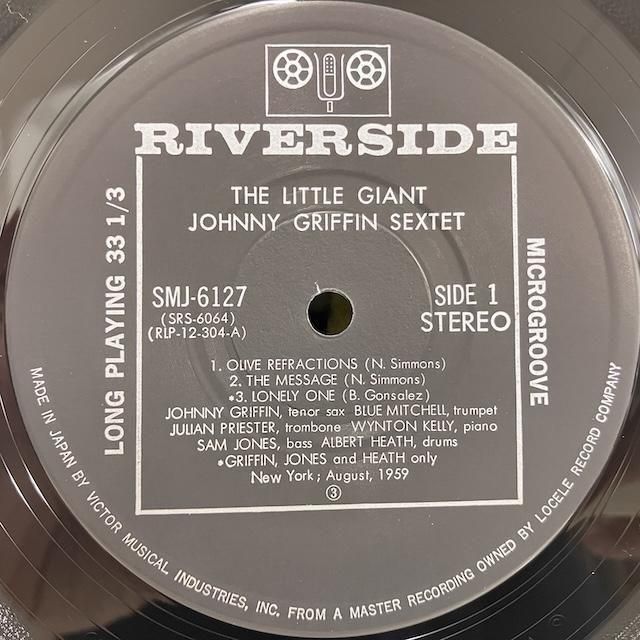 RIVERSIDE
THE LITTLE GIANT
JOHNNY GRIFFIN SEXTET
LONG PLAYING 33 1/3
MICROGROOVE
SMJ-6127
(SRS-6064)
(RLP-12-304-A)
SIDE 1
STEREO
1. OLIVE REFRACTIONS (N. Simmons)
2. THE MESSAGE (N. Simmons)
*3. LONELY ONE (B. Gonsalez)
JOHNNY GRIFFIN, tenor sax BLUE MITCHELL, trumpet
JULIAN PRIESTER, trombone WYNTON KELLY, piano
SAM JONES, bass ALBERT HEATH, drums
*GRIFFIN, JONES and HEATH only
New York; August, 1959
③
MADE IN JAPAN BY VICTOR MUSICAL INDUSTRIES, INC. FROM A MASTER RECORDING OWNED BY LOCELE RECORD COMPANY